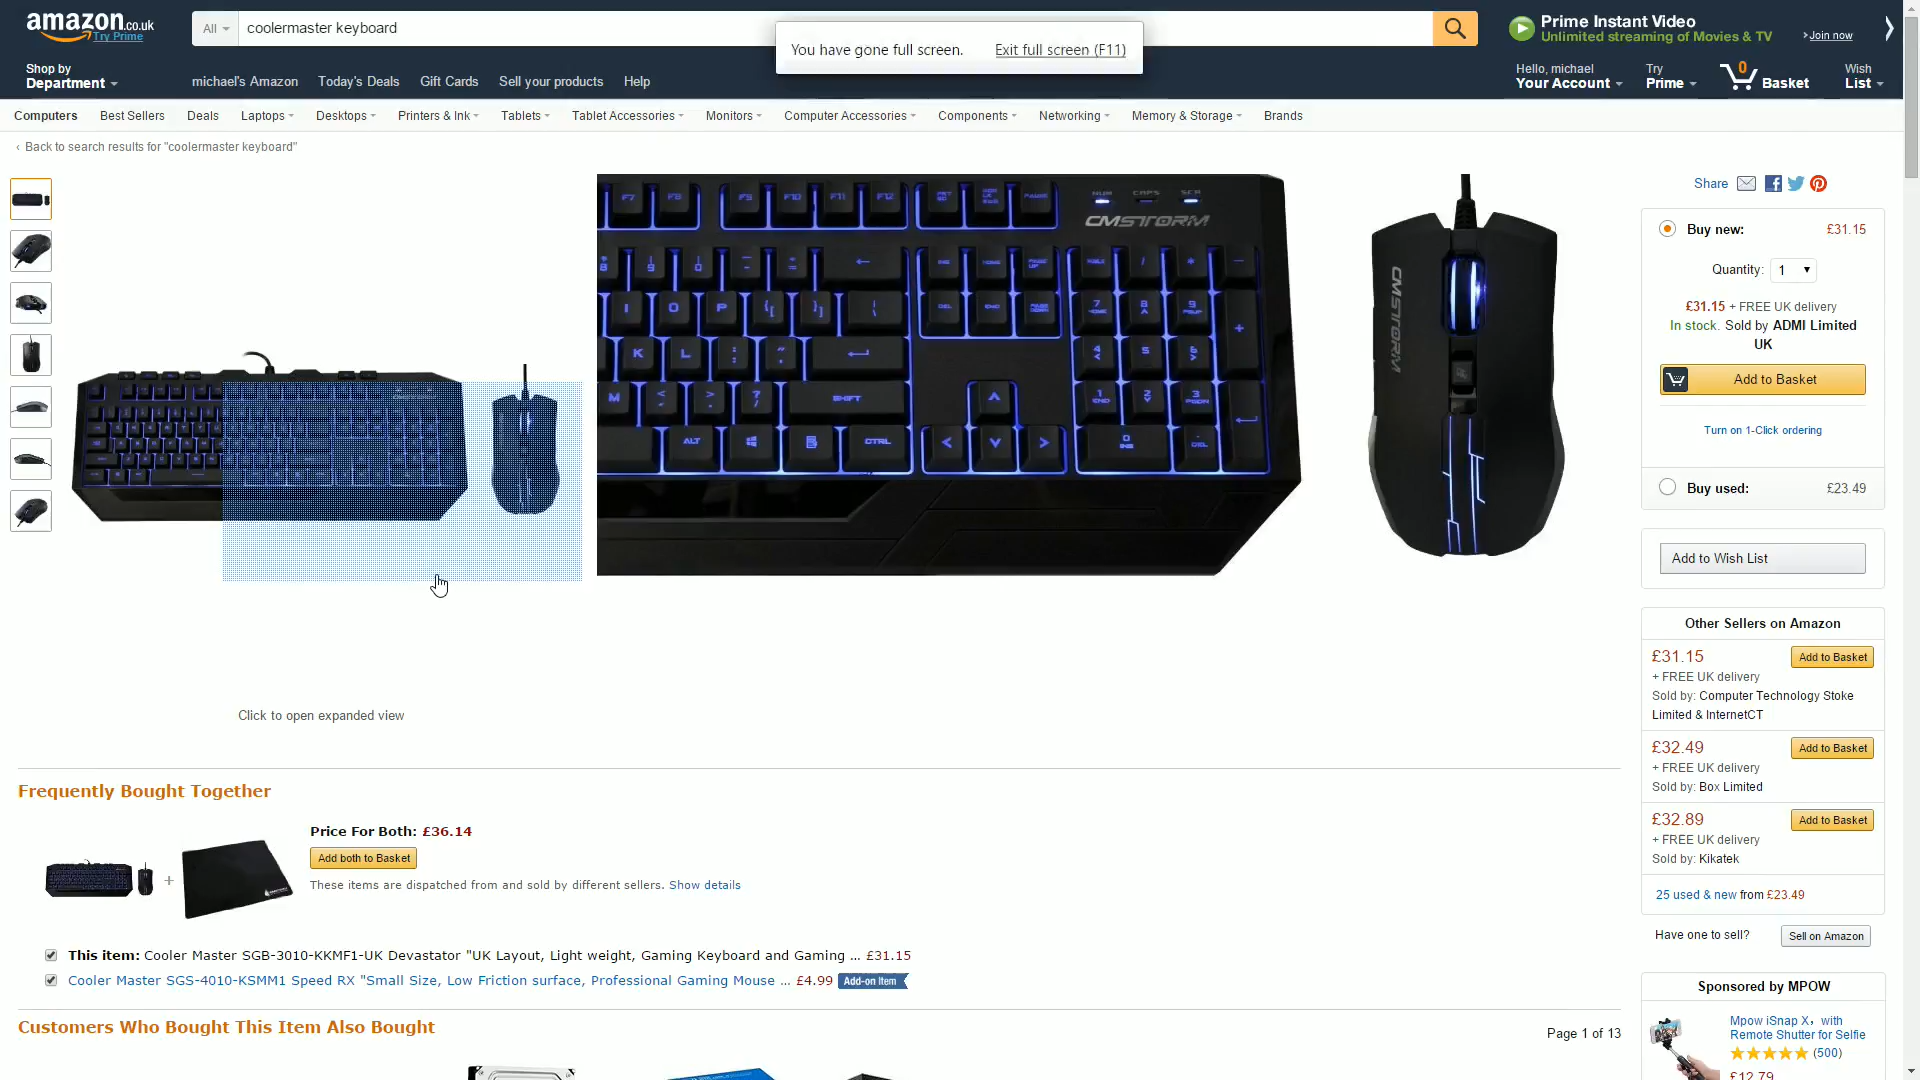 amazon.co.uk
Try Prime
All
coolermaster keyboard
You have gone full screen. Exit full screen (F11)
Prime Instant Video
Unlimited streaming of Movies & TV
Join now
Shop by
Department
michael's Amazon
Today's Deals
Gift Cards
Sell your products
Help
Hello, michael
Your Account
Try
Prime
0
Basket
Wish
List
Computers
Best Sellers
Deals
Laptops
Desktops
Printers & Ink
Tablets
Tablet Accessories
Monitors
Computer Accessories
Components
Networking
Memory & Storage
Brands
‹ Back to search results for "coolermaster keyboard"
F7 F8 F9 F10 F11 F12
NUM CAPS SCR
CMSTORM
I O P
K L
M
SHIFT
ALT CTRL
CMSTORM
Click to open expanded view
Share
Buy new: £31.15
Quantity: 1
£31.15 + FREE UK delivery
In stock. Sold by ADMI Limited
UK
Add to Basket
Turn on 1-Click ordering
Buy used: £23.49
Add to Wish List
Other Sellers on Amazon
£31.15 Add to Basket
+ FREE UK delivery
Sold by: Computer Technology Stoke
Limited & InternetCT
£32.49 Add to Basket
+ FREE UK delivery
Sold by: Box Limited
£32.89 Add to Basket
+ FREE UK delivery
Sold by: Kikatek
25 used & new from £23.49
Have one to sell? Sell on Amazon
Sponsored by MPOW
Mpow iSnap X, with
Remote Shutter for Selfie
(500)
£12.79
Frequently Bought Together
Price For Both: £36.14
Add both to Basket
These items are dispatched from and sold by different sellers. Show details
+
This item: Cooler Master SGB-3010-KKMF1-UK Devastator "UK Layout, Light weight, Gaming Keyboard and Gaming ... £31.15
Cooler Master SGS-4010-KSMM1 Speed RX "Small Size, Low Friction surface, Professional Gaming Mouse ... £4.99 Add-on Item
Customers Who Bought This Item Also Bought
Page 1 of 13